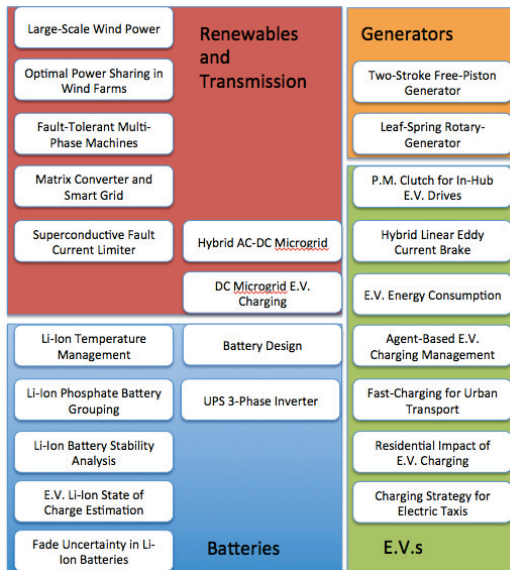 Large-Scale Wind Power
Optimal Power Sharing in
Wind Farms
Fault-Tolerant Multi-
Phase Machines
Matrix Converter and
Smart Grid
Superconductive Fault
Current Limiter
Renewables
and
Transmission
Hybrid AC-DC Microgrid
DC Microgrid E.V.
Charging
Generators
Two-Stroke Free-Piston
Generator
Leaf-Spring Rotary-
Generator
P.M. Clutch for In-Hub
E.V. Drives
Hybrid Linear Eddy
Current Brake
E.V. Energy Consumption
Agent-Based E.V.
Charging Management
Fast-Charging for Urban
Transport
Residential Impact of
E.V. Charging
Charging Strategy for
Electric Taxis
E.V.s
Li-Ion Temperature
Management
Li-Ion Phosphate Battery
Grouping
Li-Ion Battery Stability
Analysis
E.V. Li-Ion State of
Charge Estimation
Fade Uncertainty in Li-
Ion Batteries
Battery Design
UPS 3-Phase Inverter
Batteries